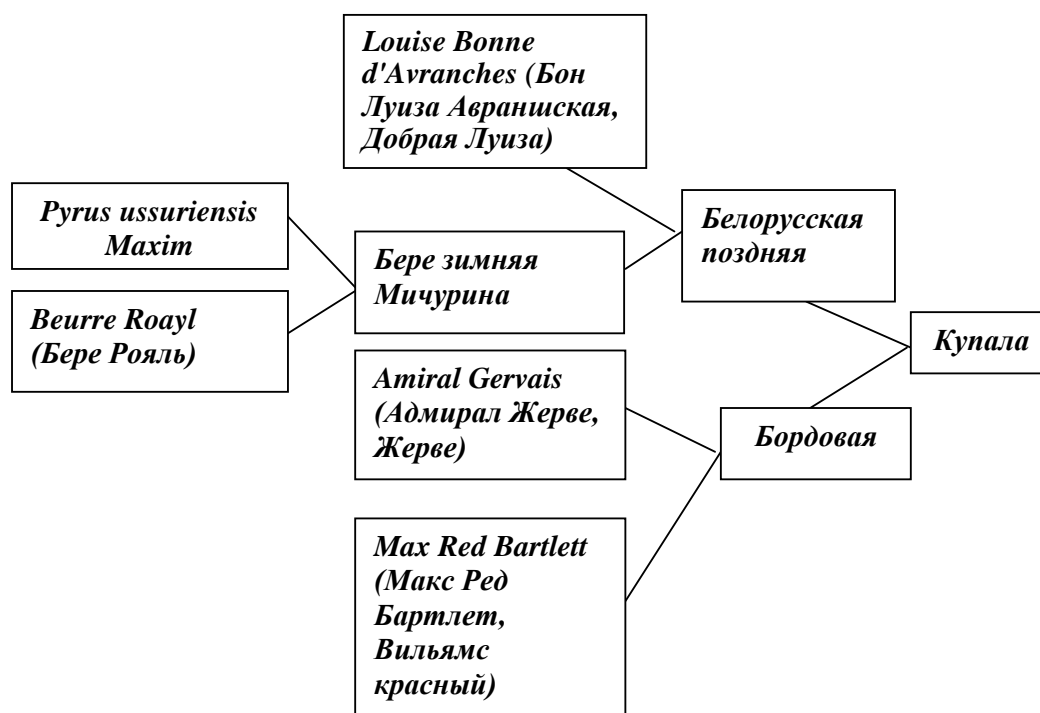 Louise Bonne
d'Avranches (Бон
Луиза Авраншская,
Добрая Луиза)
Pyrus ussuriensis
Maxim
Белорусская
поздняя
Бере зимняя
Мичурина
Beurre Roayl
(Бере Рояль)
Купала
Amiral Gervais
(Адмирал Жерве,
Жерве)
Бордовая
Max Red Bartlett
(Макс Ред
Бартлет,
Вильямс
красный)